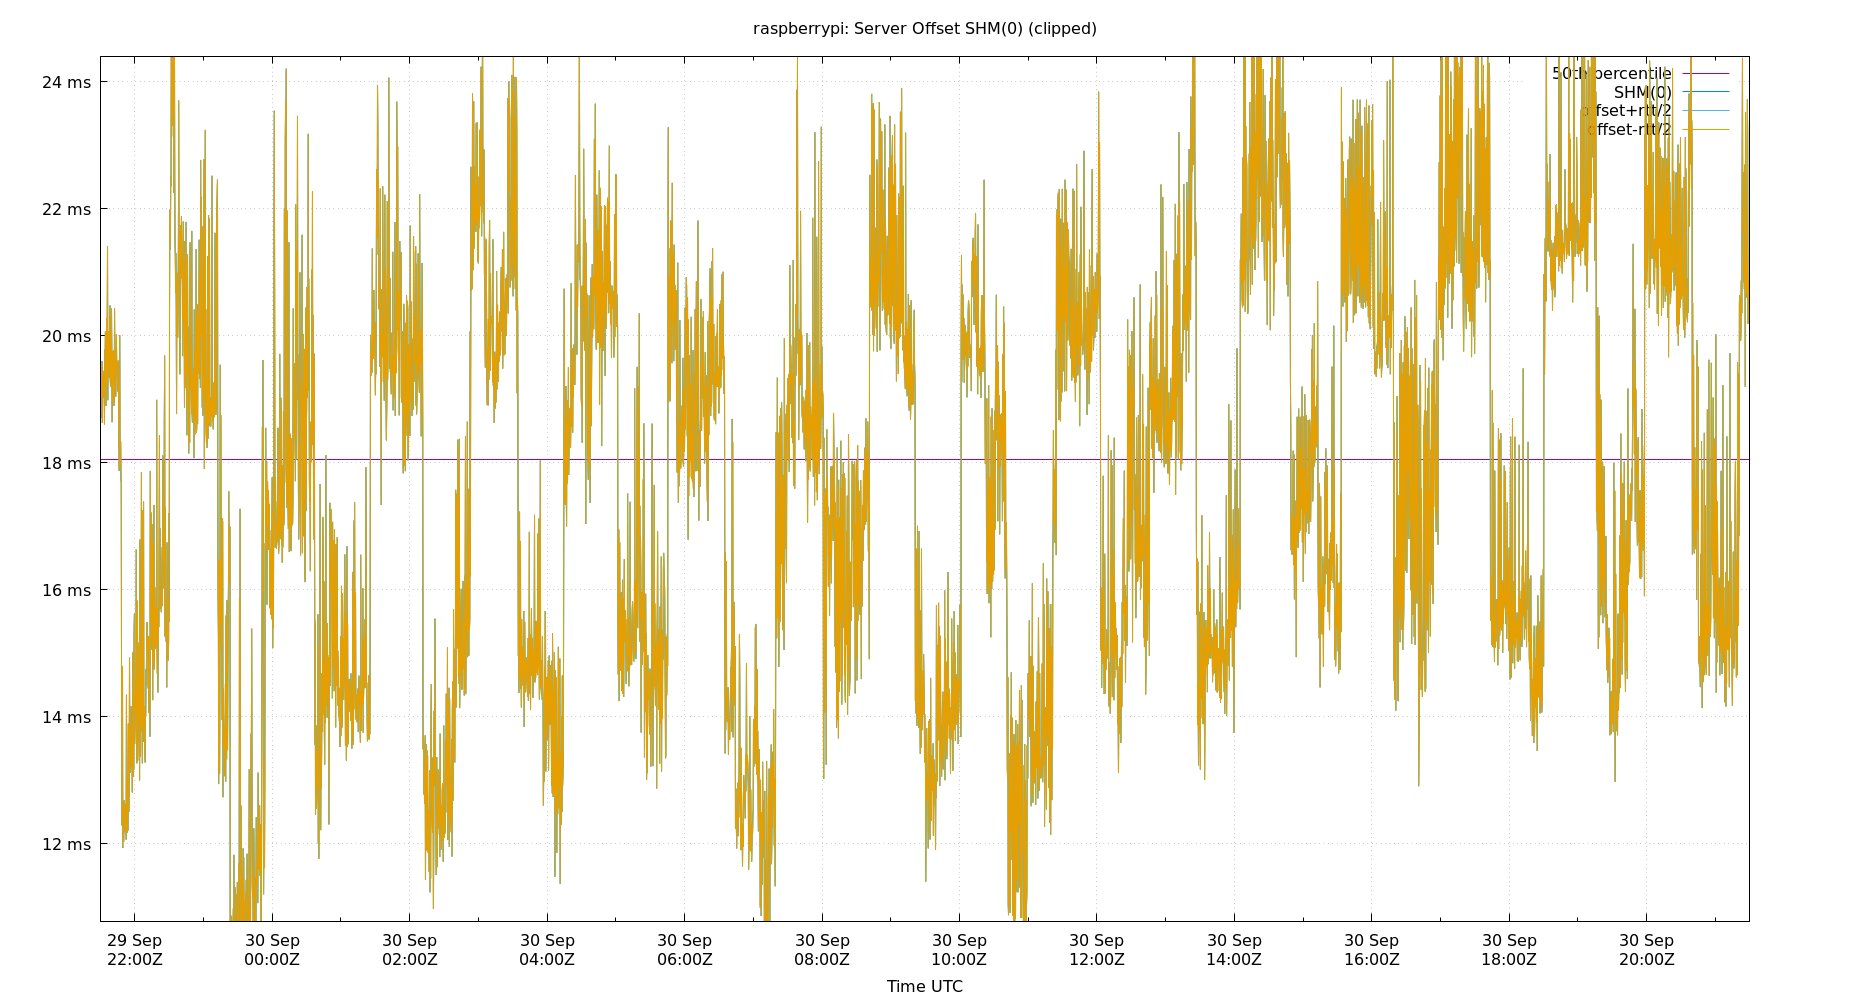 raspberrypi: Server Offset SHM(0) (clipped)
24 ms
22 ms
20 ms
18 ms
16 ms
14 ms
12 ms
50th percentile
SHM(0)
offset+rtt/2
offset-rtt/2
29 Sep 22:00Z
30 Sep 00:00Z
30 Sep 02:00Z
30 Sep 04:00Z
30 Sep 06:00Z
30 Sep 08:00Z
30 Sep 10:00Z
30 Sep 12:00Z
30 Sep 14:00Z
30 Sep 16:00Z
30 Sep 18:00Z
30 Sep 20:00Z
Time UTC